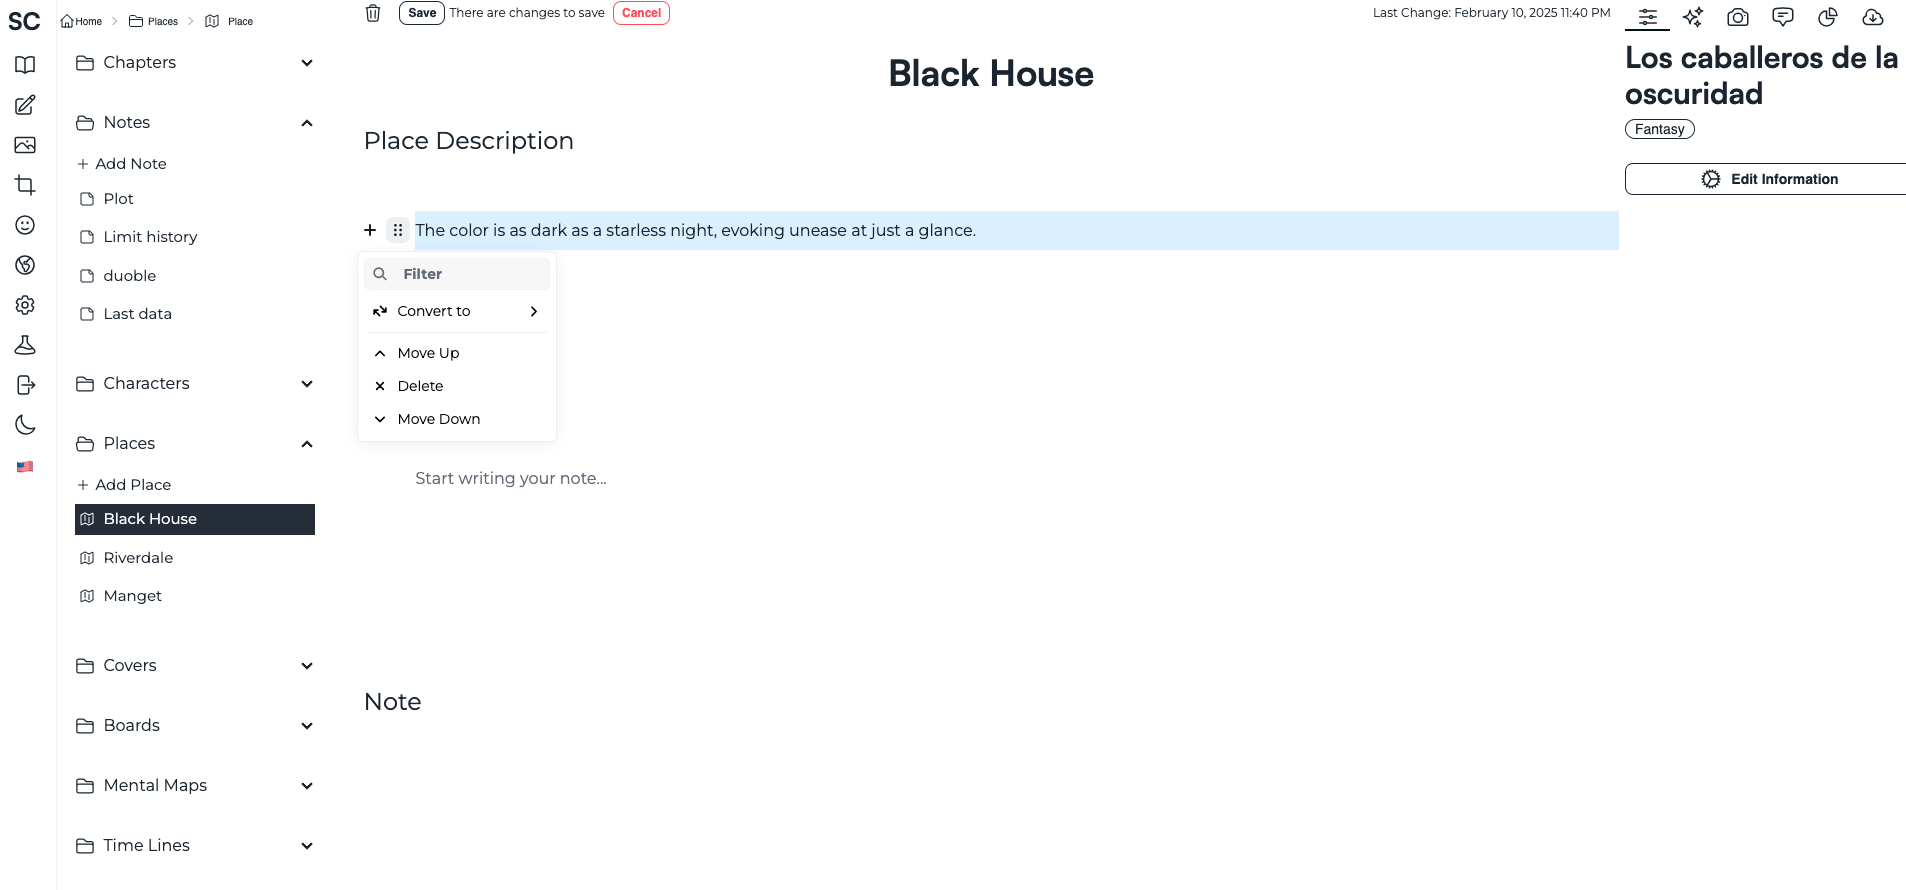 SC
Home
Places
Place
Save
There are changes to save
Cancel
Last Change: February 10, 2025 11:40 PM
Chapters
Notes
Add Note
Plot
Limit history
duoble
Last data
Characters
Places
Add Place
Black House
Riverdale
Manget
Covers
Boards
Mental Maps
Time Lines
Black House
Place Description
The color is as dark as a starless night, evoking unease at just a glance.
Filter
Convert to
Move Up
Delete
Move Down
Start writing your note...
Note
Los caballeros de la
oscuridad
Fantasy
Edit Information